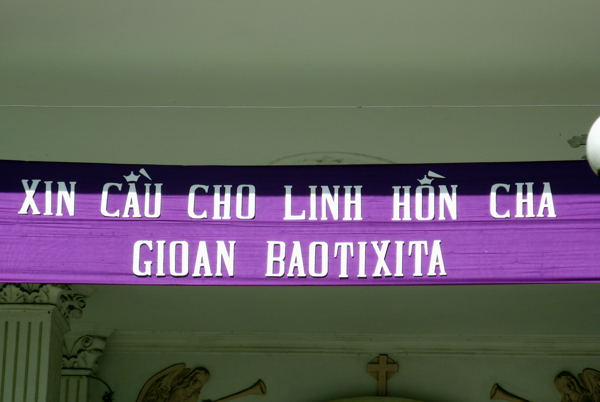 XIN CẦU CHO LINH HỒN CHA
GIOAN BAOTIXITA